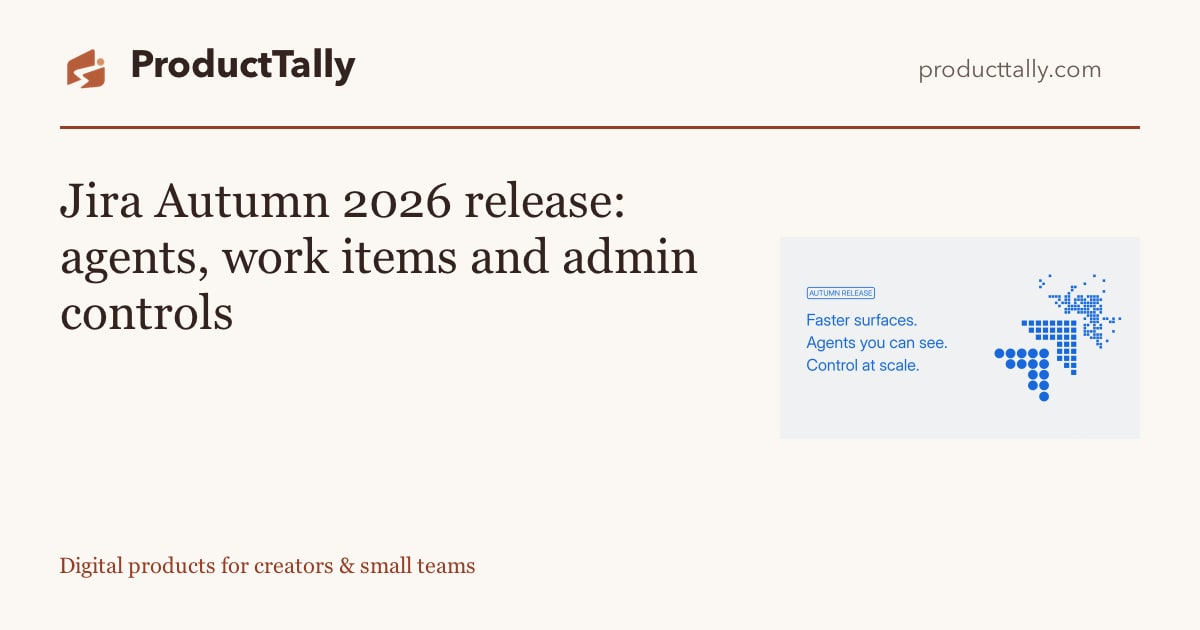 ProductTally
producttally.com
Jira Autumn 2026 release:
agents, work items and admin
controls
AUTUMN RELEASE
Faster surfaces.
Agents you can see.
Control at scale.
Digital products for creators & small teams